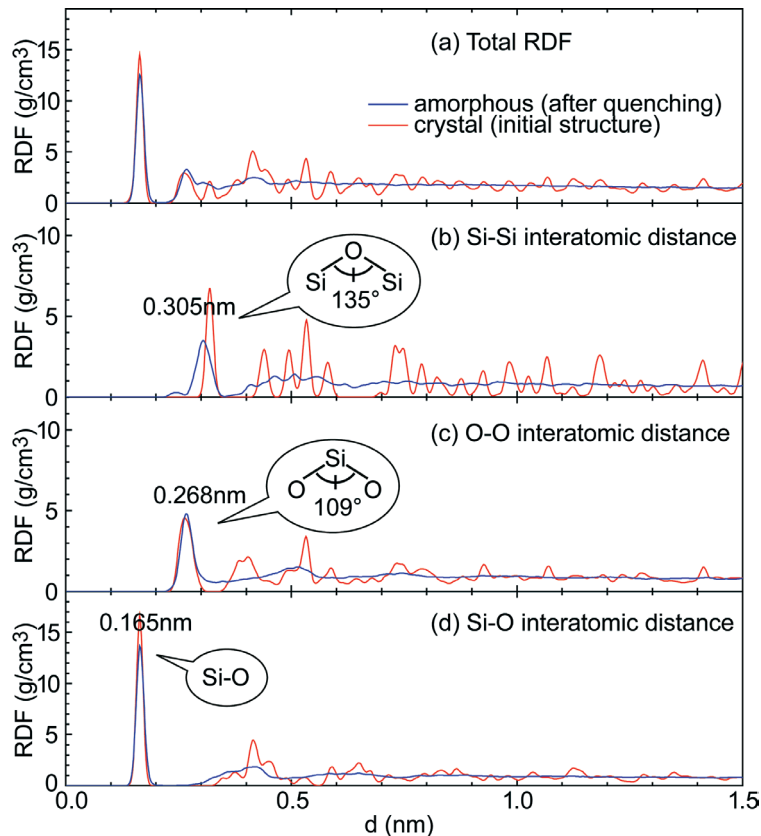 (a) Total RDF
amorphous (after quenching)
crystal (initial structure)
RDF (g/cm3)
15
10
5
0
(b) Si-Si interatomic distance
O
Si Si
135°
0.305nm
RDF (g/cm3)
10
5
0
(c) O-O interatomic distance
Si
O O
109°
0.268nm
RDF (g/cm3)
10
5
0
(d) Si-O interatomic distance
0.165nm
Si-O
RDF (g/cm3)
15
10
5
0
0.0 0.5 1.0 1.5
d (nm)